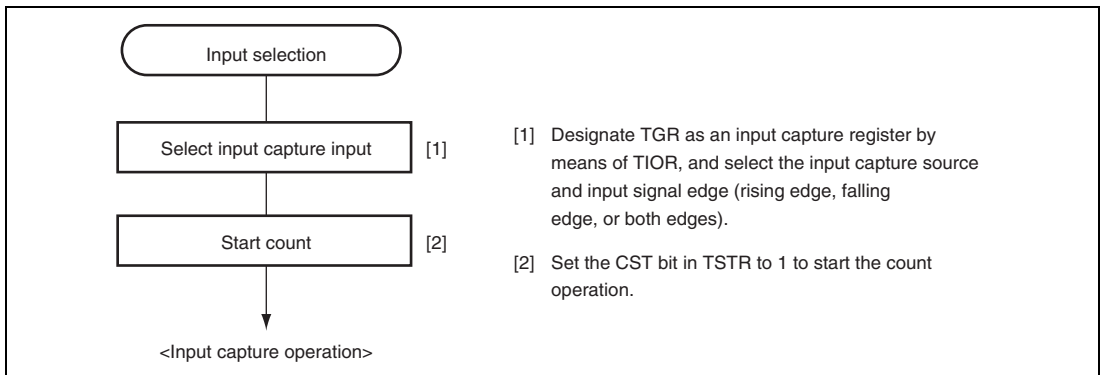 Input selection
Select input capture input
[1]
Start count
[2]
<Input capture operation>
[1] Designate TGR as an input capture register by
means of TIOR, and select the input capture source
and input signal edge (rising edge, falling
edge, or both edges).
[2] Set the CST bit in TSTR to 1 to start the count
operation.